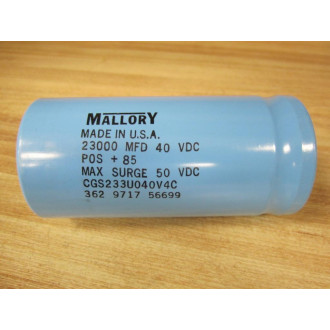 MALLORY
MADE IN U.S.A.
23000 MFD 40 VDC
POS + 85
MAX SURGE 50 VDC
CGS233U040V4C
362 9717 56699